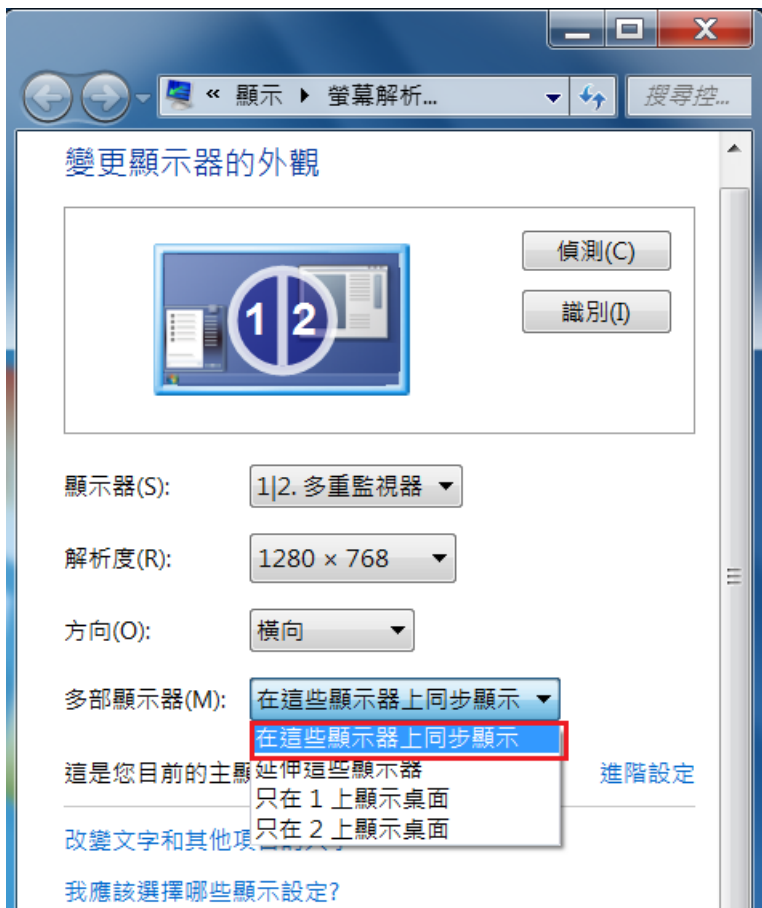 « 顯示 ▸ 螢幕解析...
搜尋控...
變更顯示器的外觀
1 2
偵測(C)
識別(I)
顯示器(S): 1|2. 多重監視器
解析度(R): 1280 × 768
方向(O): 橫向
多部顯示器(M): 在這些顯示器上同步顯示
在這些顯示器上同步顯示
延伸這些顯示器
這是您目前的主顯
進階設定
只在 1 上顯示桌面
只在 2 上顯示桌面
改變文字和其他項
我應該選擇哪些顯示設定?